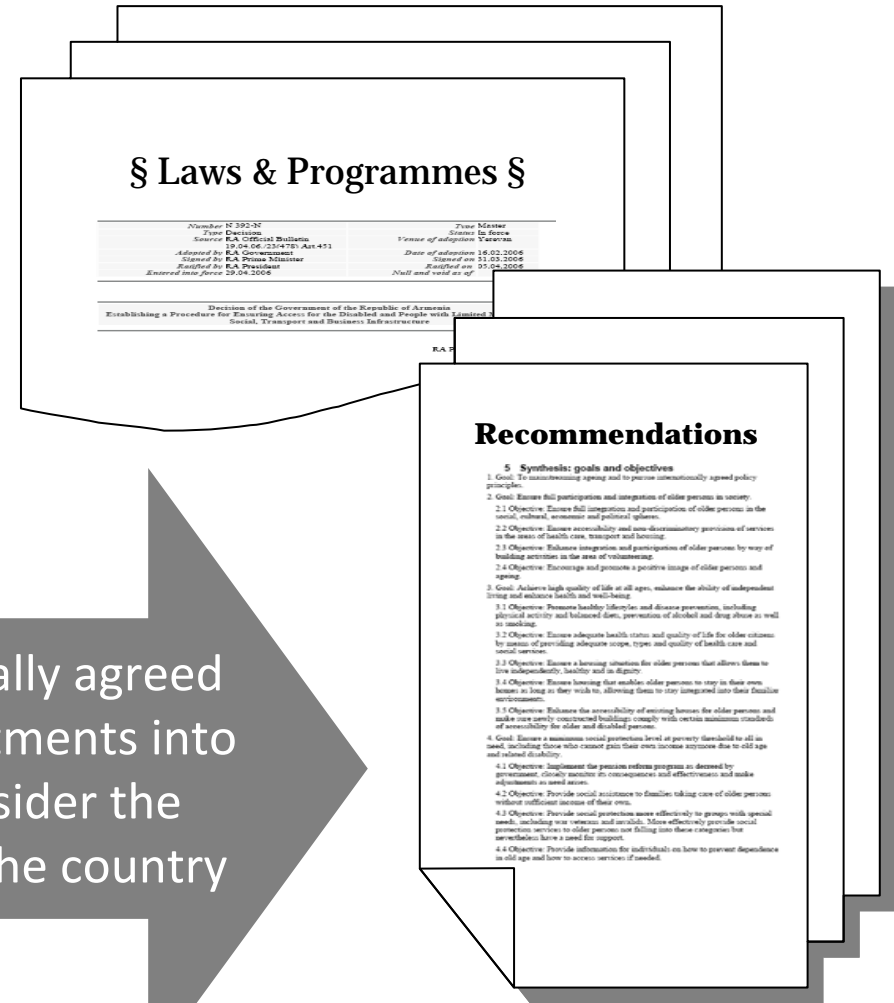 § Laws & Programmes §
Number N 392-N
Type Master
Type Decision
Status In force
Source RA Official Bulletin
19.04.06/23(478) Art.451
Venue of adoption Yerevan
Adopted by RA Government
Date of adoption 16.02.2006
Signed by RA Prime Minister
Signed on 31.03.2006
Ratified by RA President
Ratified on 05.04.2006
Entered into force 29.04.2006
Null and void as of
Decision of the Government of the Republic of Armenia
Establishing a Procedure for Ensuring Access for the Disabled and People with Limited
Social, Transport and Business Infrastructure
RA
Recommendations
5 Synthesis: goals and objectives
1. Goal: To mainstreaming ageing and to pursue internationally agreed policy
principles.
2. Goal: Ensure full participation and integration of older persons in society.
2.1 Objective: Ensure full integration and participation of older persons in the
social, cultural, economic and political spheres.
2.2 Objective: Ensure accessibility and non-discriminatory provision of services
in the areas of health care, transport and housing.
2.3 Objective: Enhance integration and participation of older persons by way of
building activities in the area of volunteering.
2.4 Objective: Encourage and promote a positive image of older persons and
ageing.
3. Goal: Achieve high quality of life at all ages, enhance the ability of independent
living and enhance health and well-being.
3.1 Objective: Promote healthy lifestyles and disease prevention, including
physical activity and balanced diets, prevention of alcohol and drug abuse as well
as smoking.
3.2 Objective: Ensure adequate health status and quality of life for older citizens
by means of providing adequate scope, types and quality of health care and
social services.
3.3 Objective: Ensure a housing situation for older persons that allows them to
live independently, healthy and in dignity.
3.4 Objective: Ensure housing that enables older persons to stay in their own
homes as long as they wish to, allowing them to stay integrated into their familiar
environments.
3.5 Objective: Enhance the accessibility of existing houses for older persons and
make sure newly constructed buildings comply with certain minimum standards
of accessibility for older and disabled persons.
4. Goal: Ensure a minimum social protection level at poverty threshold to all in
need, including those who cannot gain their own income anymore due to old age
and related disability.
4.1 Objective: Implement the pension reform program as decreed by
government, closely monitor its consequences and effectiveness and make
adjustments as need arises.
4.2 Objective: Provide social assistance to families taking care of older persons
without sufficient income of their own.
4.3 Objective: Provide social protection more effectively to groups with special
needs, including war veterans and invalids. More effectively provide social
protection services to older persons not falling into these categories but
nevertheless have a need for support.
4.4 Objective: Provide information for individuals on how to prevent dependence
in old age and how to access services if needed.
ally agreed
tments into
sider the
he country